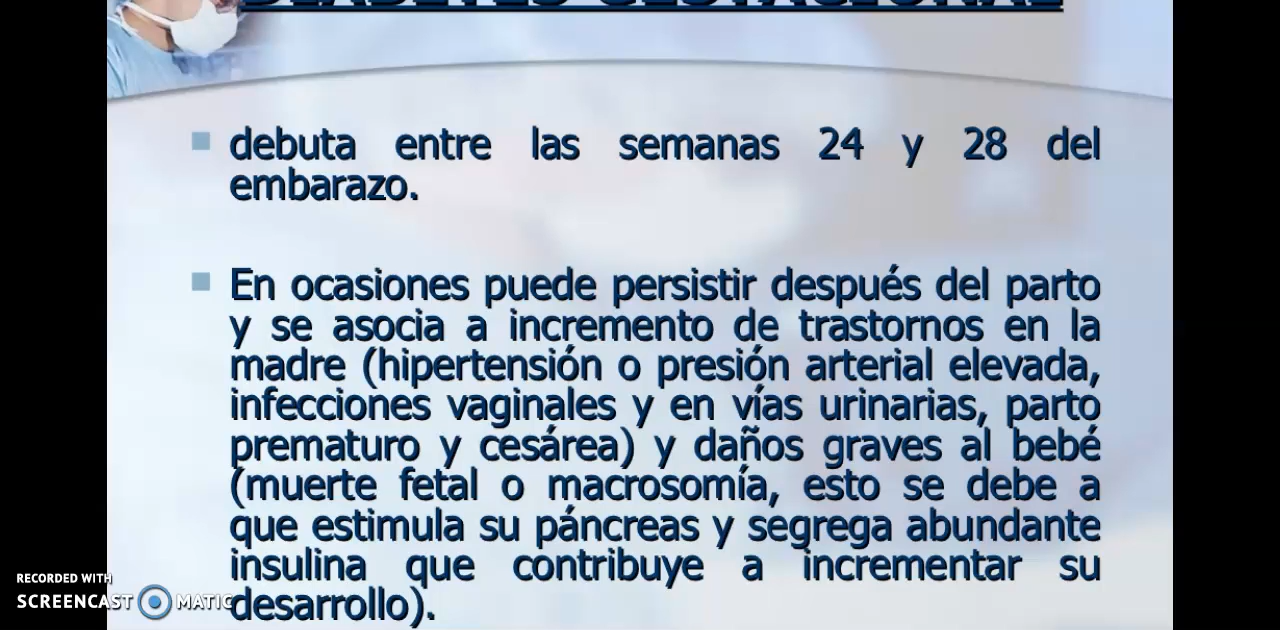 debuta entre las semanas 24 y 28 del
embarazo.
En ocasiones puede persistir después del parto
y se asocia a incremento de trastornos en la
madre (hipertensión o presión arterial elevada,
infecciones vaginales y en vías urinarias, parto
prematuro y cesárea) y daños graves al bebé
(muerte fetal o macrosomía, esto se debe a
que estimula su páncreas y segrega abundante
insulina que contribuye a incrementar su
desarrollo).
RECORDED WITH
SCREENCAST MATIC